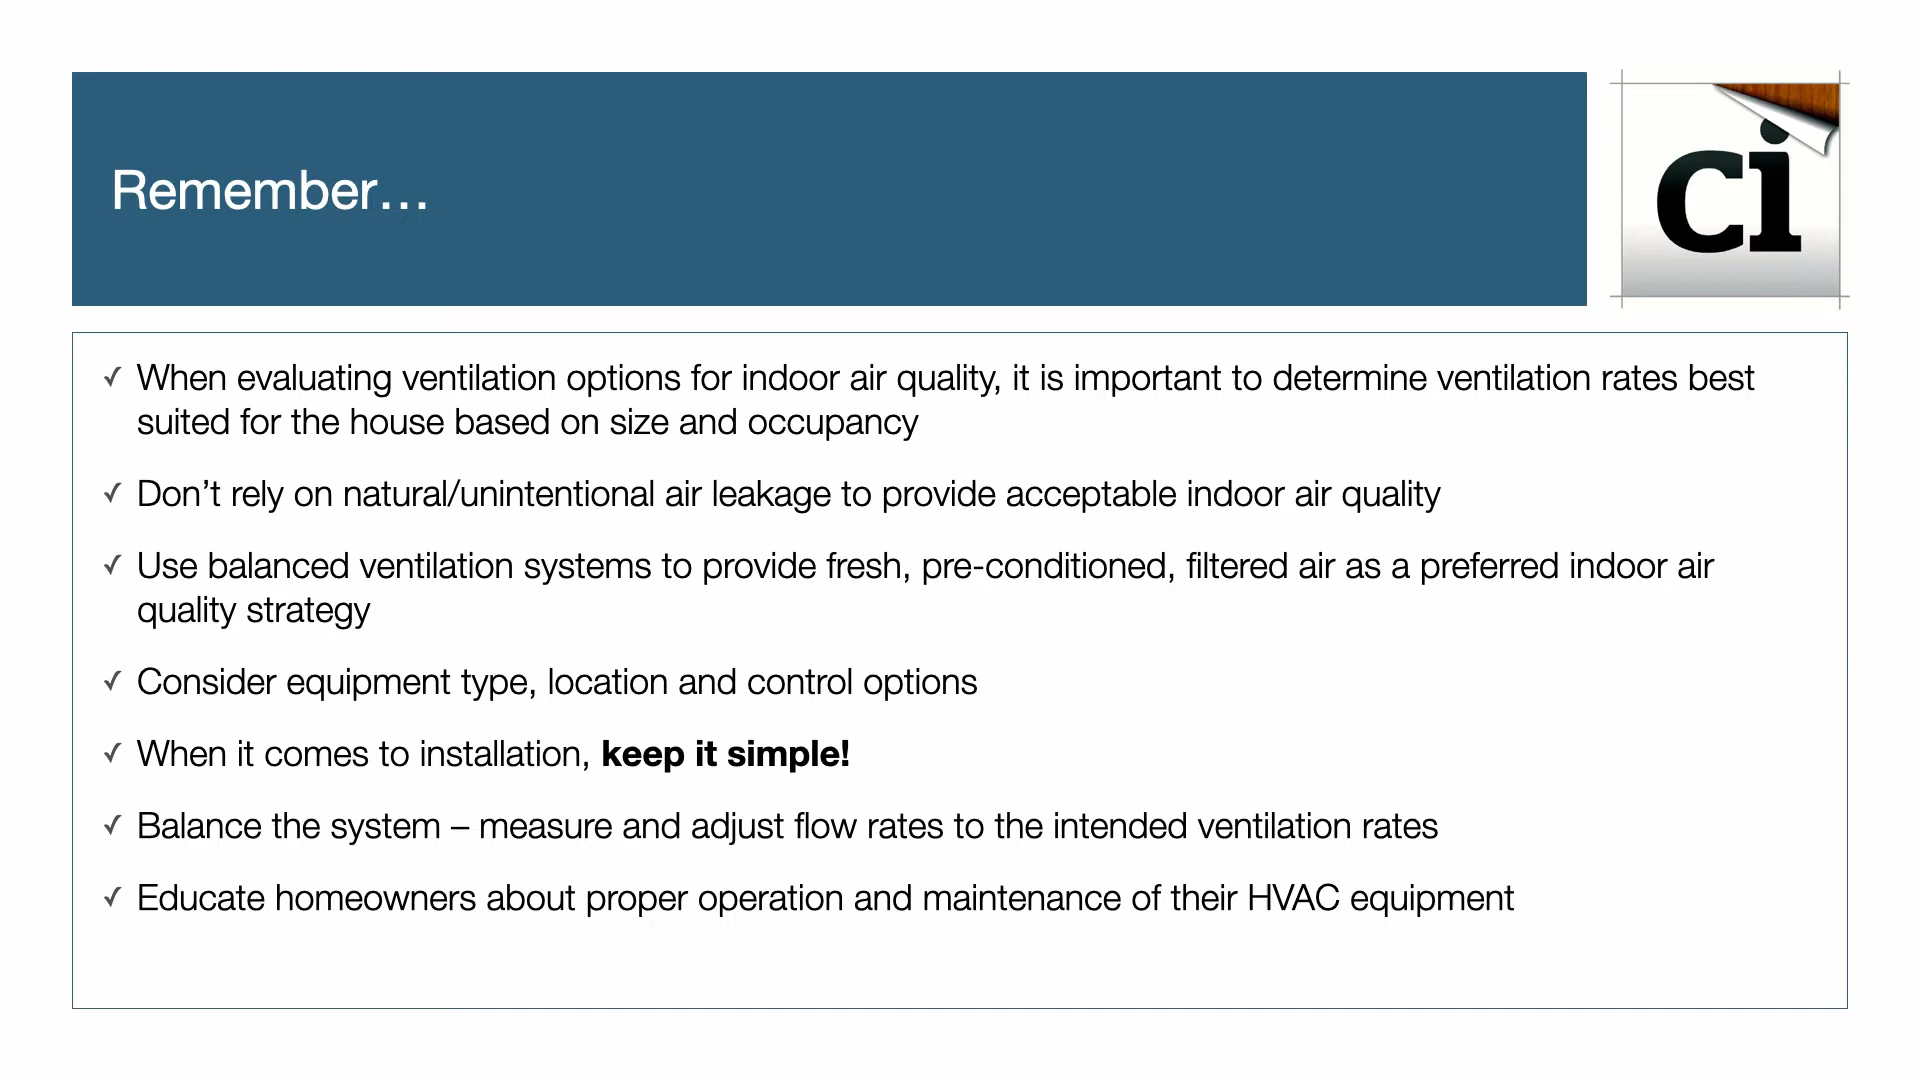 Remember…
ci
✓ When evaluating ventilation options for indoor air quality, it is important to determine ventilation rates best
suited for the house based on size and occupancy
✓ Don’t rely on natural/unintentional air leakage to provide acceptable indoor air quality
✓ Use balanced ventilation systems to provide fresh, pre-conditioned, filtered air as a preferred indoor air
quality strategy
✓ Consider equipment type, location and control options
✓ When it comes to installation, keep it simple!
✓ Balance the system – measure and adjust flow rates to the intended ventilation rates
✓ Educate homeowners about proper operation and maintenance of their HVAC equipment